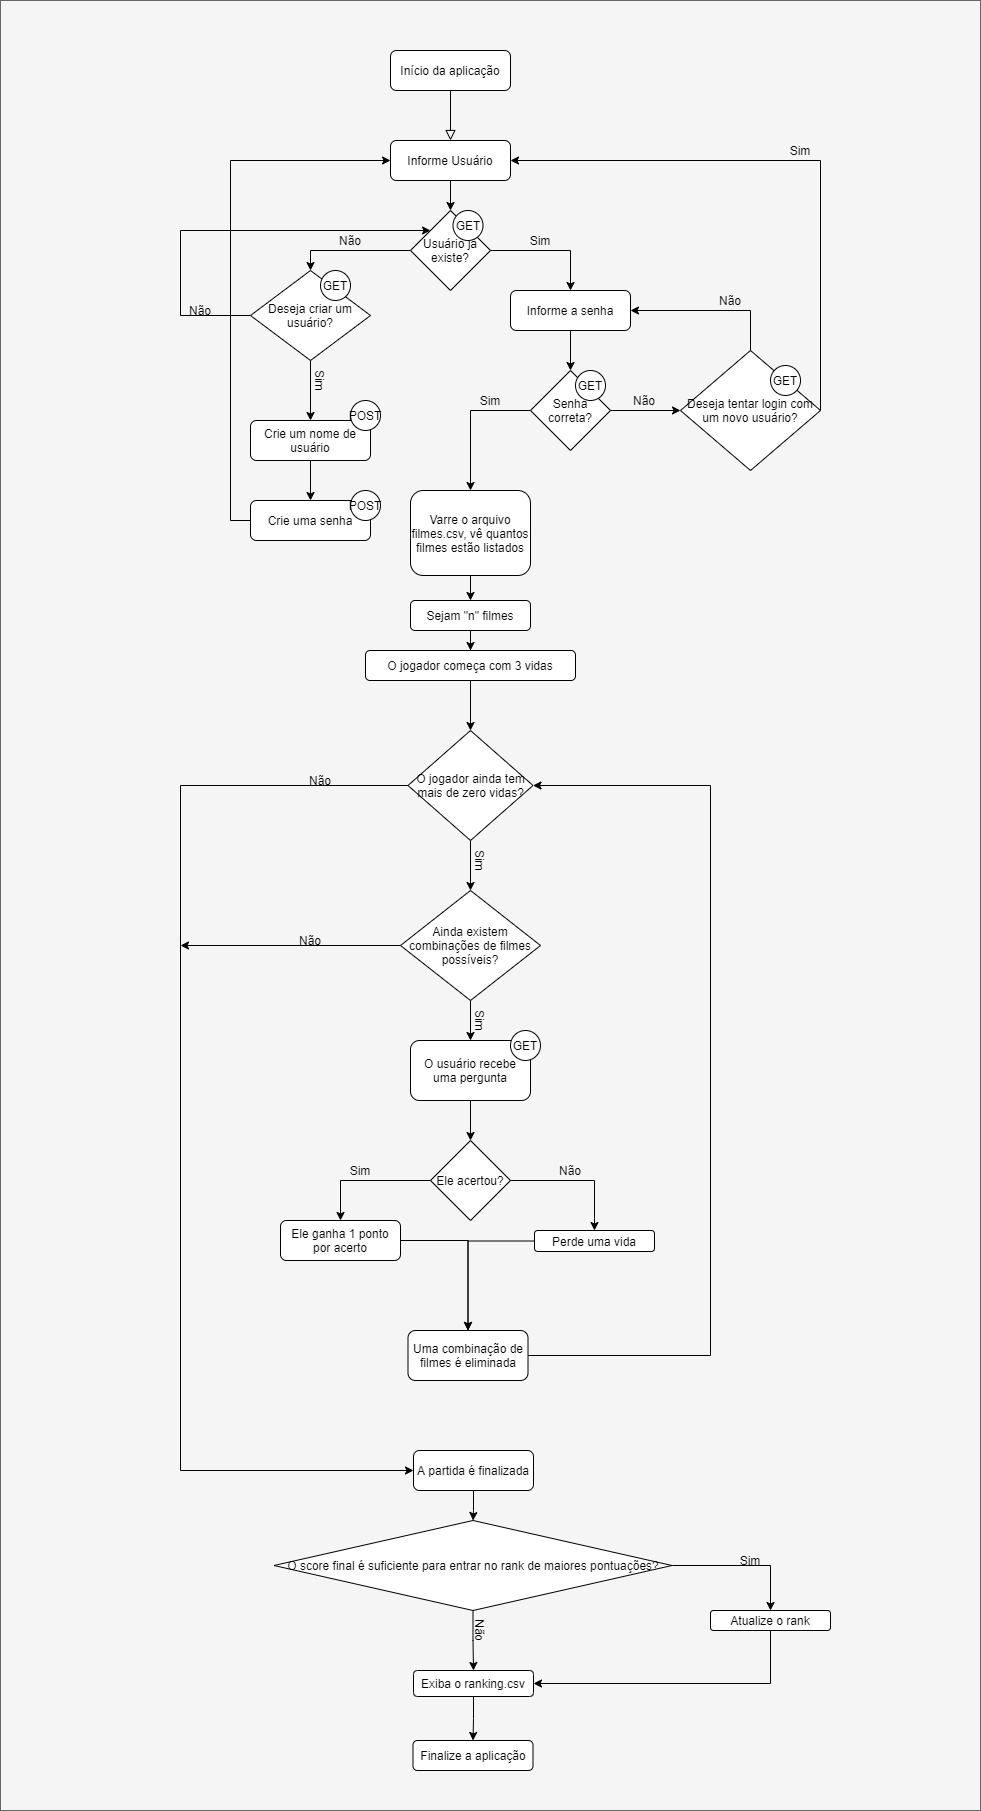 Início da aplicação
Informe Usuário
Sim
GET
Usuário já
existe?
Não
Sim
GET
Deseja criar um
usuário?
Não
Sim
Informe a senha
Não
GET
Senha
correta?
Sim
Não
GET
Deseja tentar login com
um novo usuário?
POST
Crie um nome de
usuário
POST
Crie uma senha
Varre o arquivo
filmes.csv, vê quantos
filmes estão listados
Sejam "n" filmes
O jogador começa com 3 vidas
O jogador ainda tem
mais de zero vidas?
Não
Sim
Ainda existem
combinações de filmes
possíveis?
Não
Sim
GET
O usuário recebe
uma pergunta
Ele acertou?
Sim
Não
Ele ganha 1 ponto
por acerto
Perde uma vida
Uma combinação de
filmes é eliminada
A partida é finalizada
O score final é suficiente para entrar no rank de maiores pontuações?
Sim
Não
Atualize o rank
Exiba o ranking.csv
Finalize a aplicação